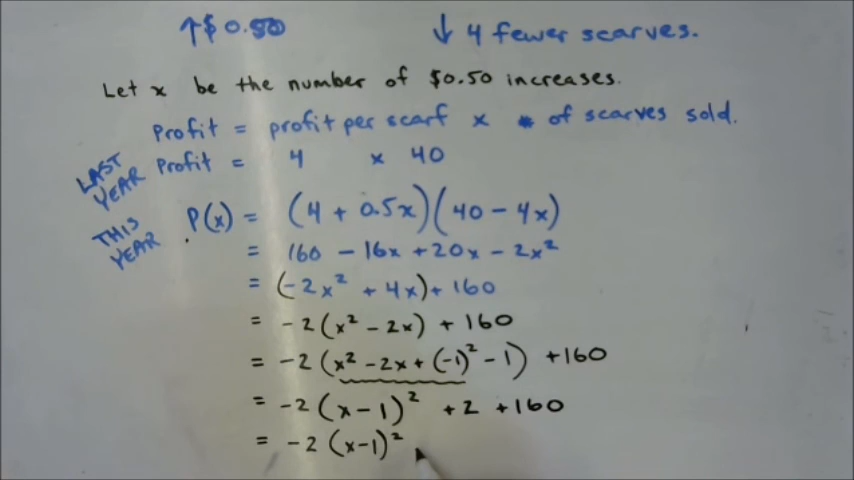 ↑$0.50 ↓ 4 fewer scarves.
Let x be the number of $0.50 increases.
Profit = profit per scarf x # of scarves sold.
LAST YEAR Profit = 4 x 40
THIS YEAR P(x) = (4 + 0.5x)(40 - 4x)
= 160 - 16x + 20x - 2x²
= (-2x² + 4x) + 160
= -2(x² - 2x) + 160
= -2(x² - 2x + (-1)² - 1) + 160
= -2(x - 1)² + 2 + 160
= -2(x-1)²